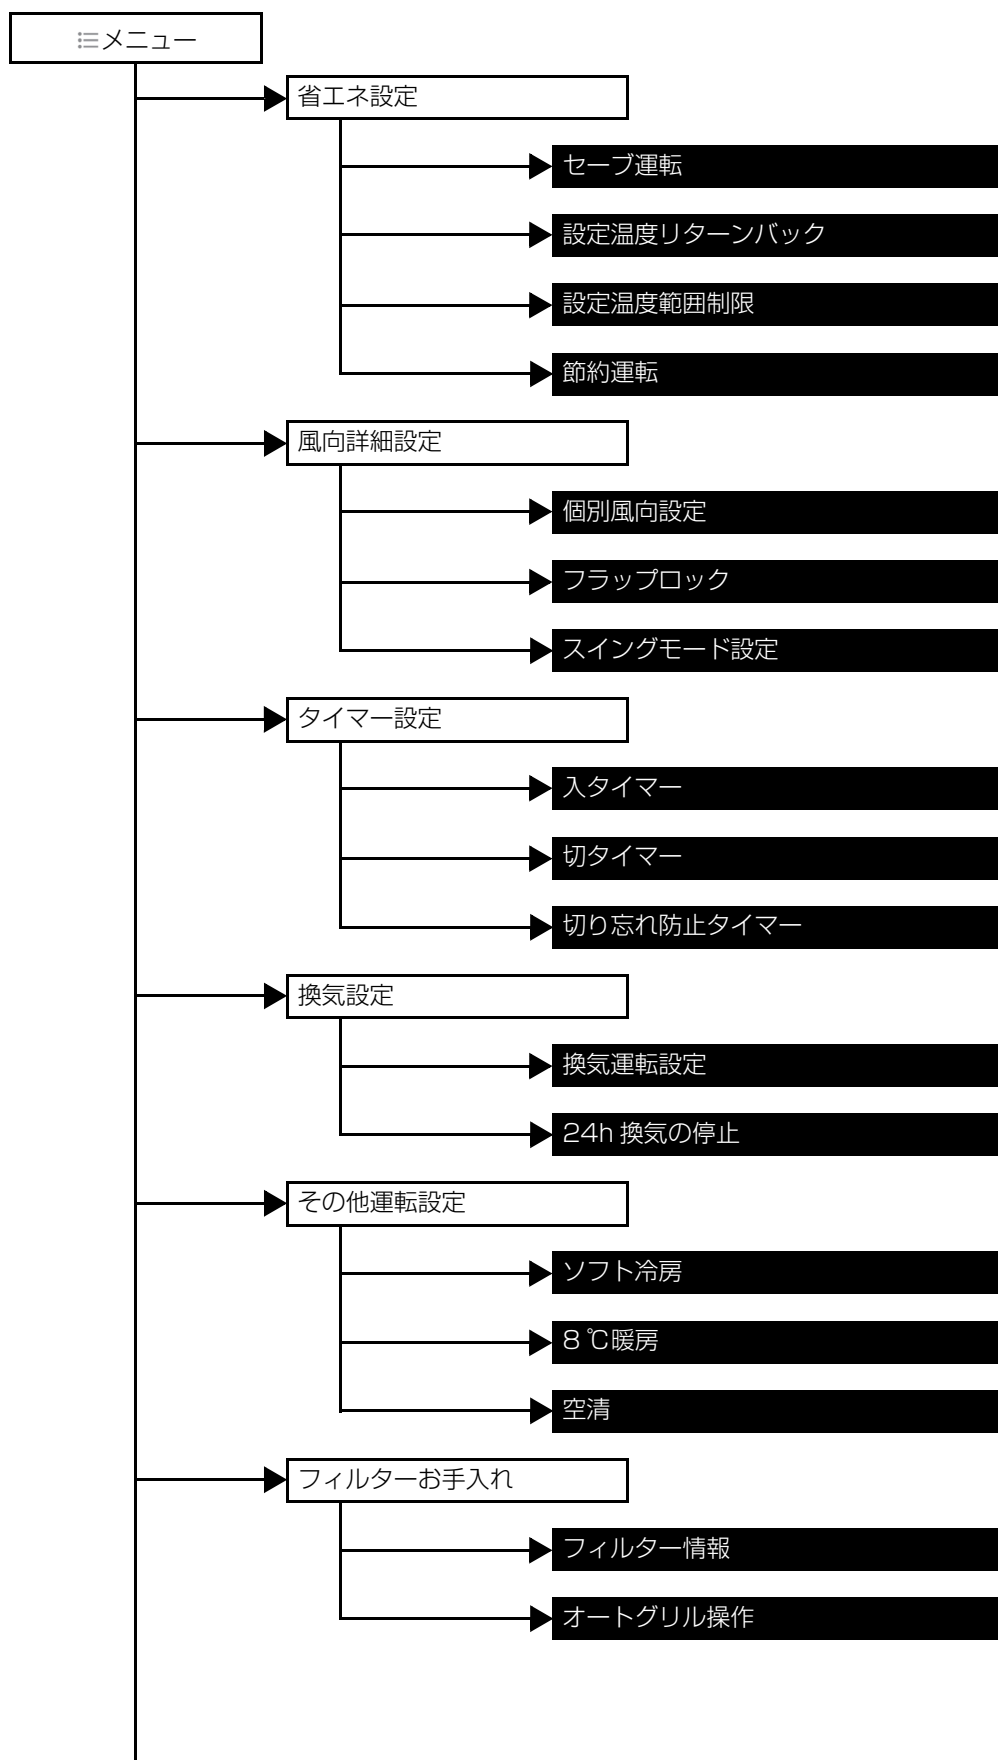 メニュー
省エネ設定
セーブ運転
設定温度リターンバック
設定温度範囲制限
節約運転
風向詳細設定
個別風向設定
フラップロック
スイングモード設定
タイマー設定
入タイマー
切タイマー
切り忘れ防止タイマー
換気設定
換気運転設定
24h 換気の停止
その他運転設定
ソフト冷房
8 ℃暖房
空清
フィルターお手入れ
フィルター情報
オートグリル操作